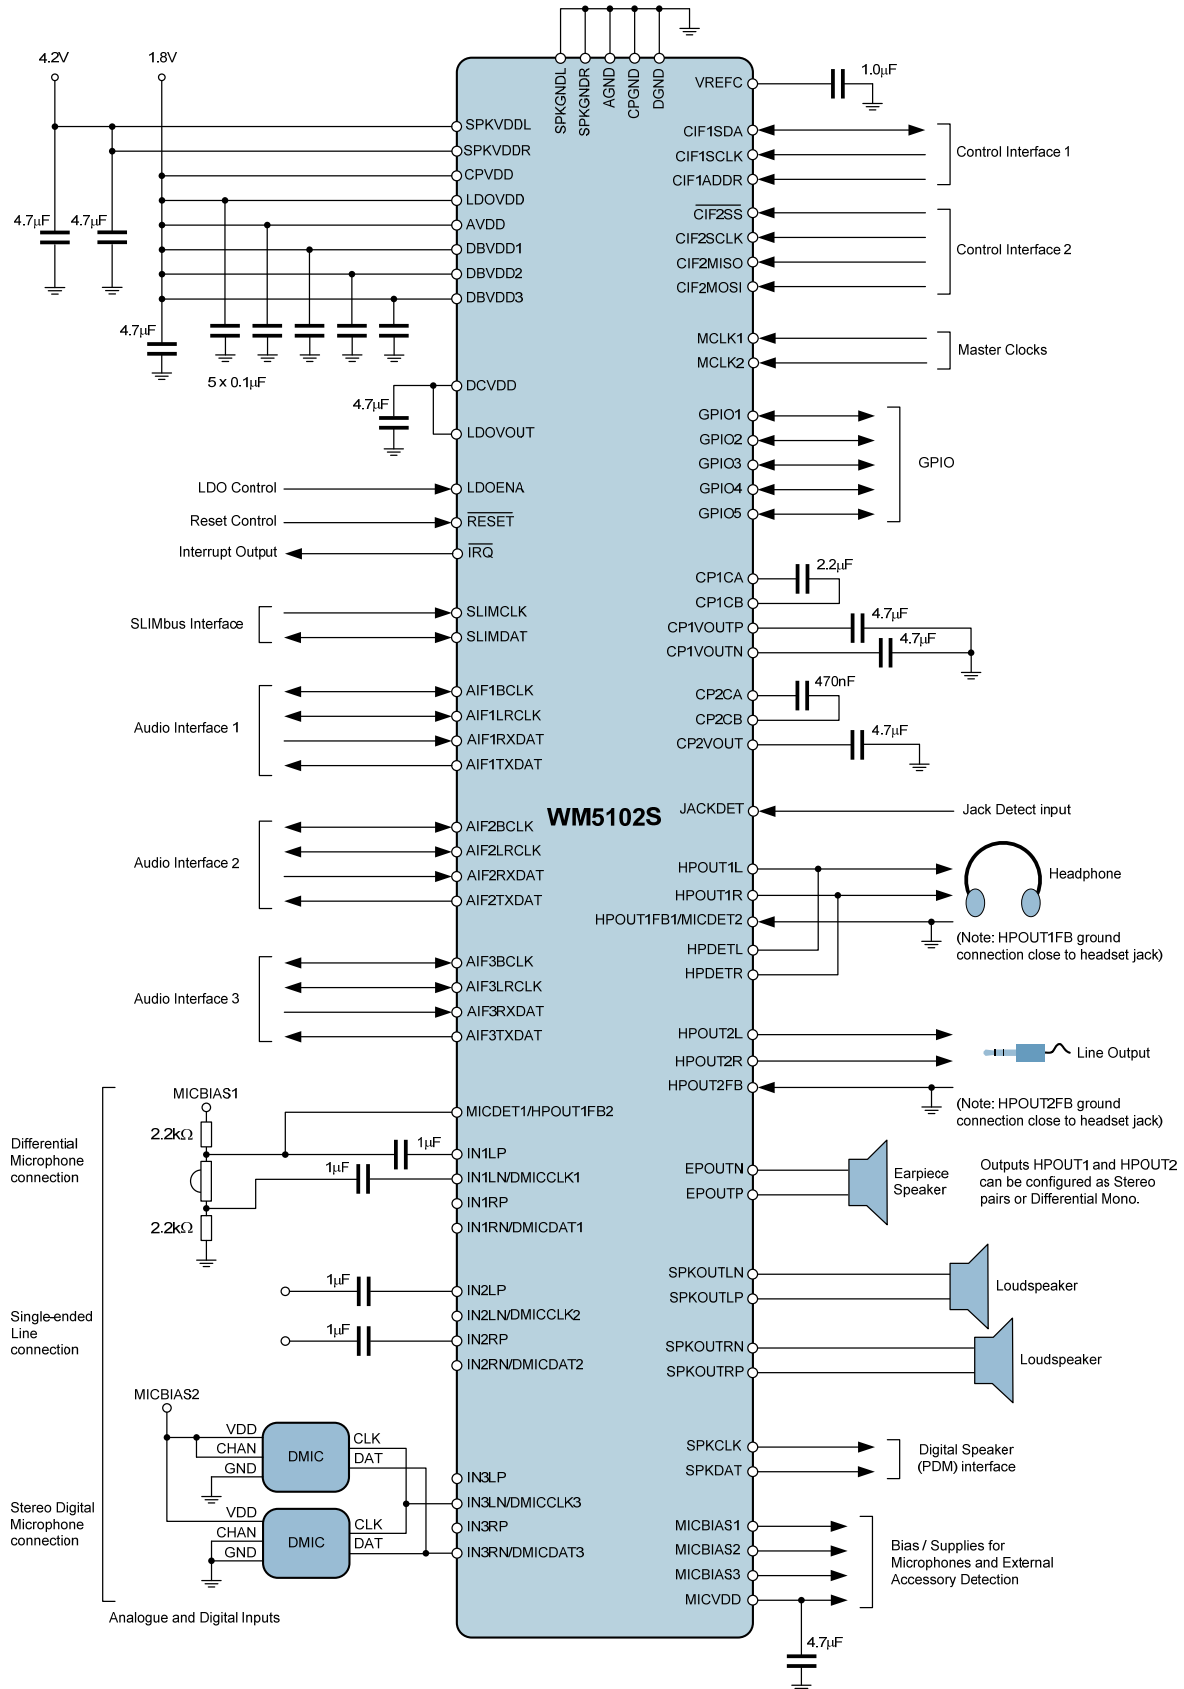 4.2V
1.8V
SPKGNDL
SPKGNDR
AGND
CPGND
DGND
SPKVDDL
SPKVDDR
CPVDD
LDOVDD
AVDD
DBVDD1
DBVDD2
DBVDD3
4.7µF
4.7µF
4.7µF
5 x 0.1µF
DCVDD
4.7µF
LDOVOUT
LDO Control
LDOENA
Reset Control
RESET
Interrupt Output
IRQ
SLIMbus Interface
SLIMCLK
SLIMDAT
Audio Interface 1
AIF1BCLK
AIF1LRCLK
AIF1RXDAT
AIF1TXDAT
Audio Interface 2
AIF2BCLK
AIF2LRCLK
AIF2RXDAT
AIF2TXDAT
Audio Interface 3
AIF3BCLK
AIF3LRCLK
AIF3RXDAT
AIF3TXDAT
WM5102S
MICBIAS1
2.2kΩ
MICDET1/HPOUT1FB2
Differential
Microphone
connection
1µF
IN1LP
1µF
IN1LN/DMICCLK1
IN1RP
2.2kΩ
IN1RN/DMICDAT1
Single-ended
Line
connection
1µF
IN2LP
IN2LN/DMICCLK2
1µF
IN2RP
IN2RN/DMICDAT2
MICBIAS2
VDD
CHAN
GND
DMIC
CLK
DAT
Stereo Digital
Microphone
connection
VDD
CHAN
GND
DMIC
CLK
DAT
IN3LP
IN3LN/DMICCLK3
IN3RP
IN3RN/DMICDAT3
Analogue and Digital Inputs
VREFC
1.0µF
CIF1SDA
CIF1SCLK
CIF1ADDR
Control Interface 1
CIF2SS
CIF2SCLK
CIF2MISO
CIF2MOSI
Control Interface 2
MCLK1
MCLK2
Master Clocks
GPIO1
GPIO2
GPIO3
GPIO4
GPIO5
GPIO
CP1CA
2.2µF
CP1CB
CP1VOUTP
4.7µF
CP1VOUTN
4.7µF
CP2CA
470nF
CP2CB
CP2VOUT
4.7µF
JACKDET
Jack Detect input
HPOUT1L
HPOUT1R
HPOUT1FB1/MICDET2
HPDETL
HPDETR
Headphone
(Note: HPOUT1FB ground
connection close to headset jack)
HPOUT2L
HPOUT2R
HPOUT2FB
Line Output
(Note: HPOUT2FB ground
connection close to headset jack)
EPOUTN
EPOUTP
Earpiece
Speaker
Outputs HPOUT1 and HPOUT2
can be configured as Stereo
pairs or Differential Mono.
SPKOUTLN
SPKOUTLP
Loudspeaker
SPKOUTRN
SPKOUTRP
Loudspeaker
SPKCLK
SPKDAT
Digital Speaker
(PDM) interface
MICBIAS1
MICBIAS2
MICBIAS3
MICVDD
Bias / Supplies for
Microphones and External
Accessory Detection
4.7µF